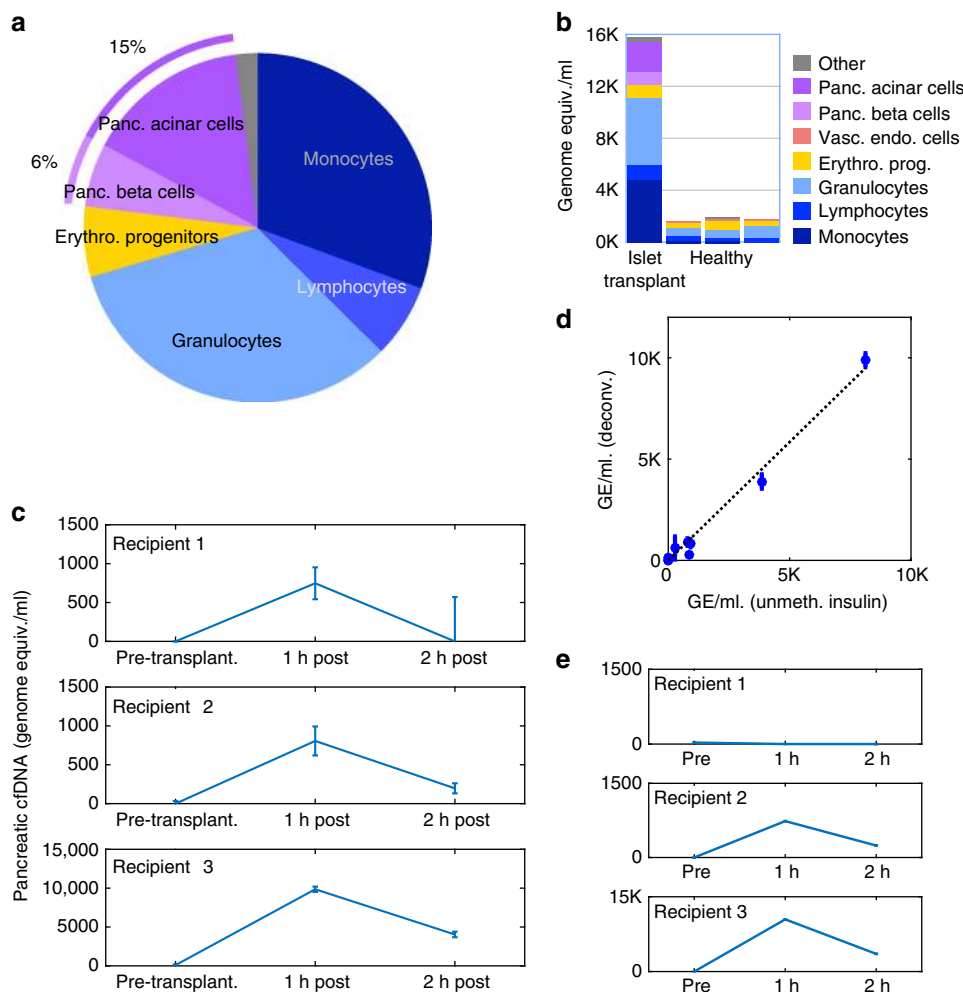 a
15%
6%
Panc. acinar cells
Panc. beta cells
Erythro. progenitors
Granulocytes
Lymphocytes
Monocytes
b
Genome equiv./ml
16K
12K
8K
4K
0K
Islet
transplant
Healthy
Other
Panc. acinar cells
Panc. beta cells
Vasc. endo. cells
Erythro. prog.
Granulocytes
Lymphocytes
Monocytes
c
Pancreatic cfDNA (genome equiv./ml)
1500
1000
500
0
Recipient 1
Pre-transplant. 1 h post 2 h post
1500
1000
500
0
Recipient 2
Pre-transplant. 1 h post 2 h post
15,000
10,000
5000
0
Recipient 3
Pre-transplant. 1 h post 2 h post
d
GE/ml. (deconv.)
10K
5K
0
0 5K 10K
GE/ml. (unmeth. insulin)
e
1500
0
Recipient 1
Pre 1 h 2 h
1500
0
Recipient 2
Pre 1 h 2 h
15K
0
Recipient 3
Pre 1 h 2 h